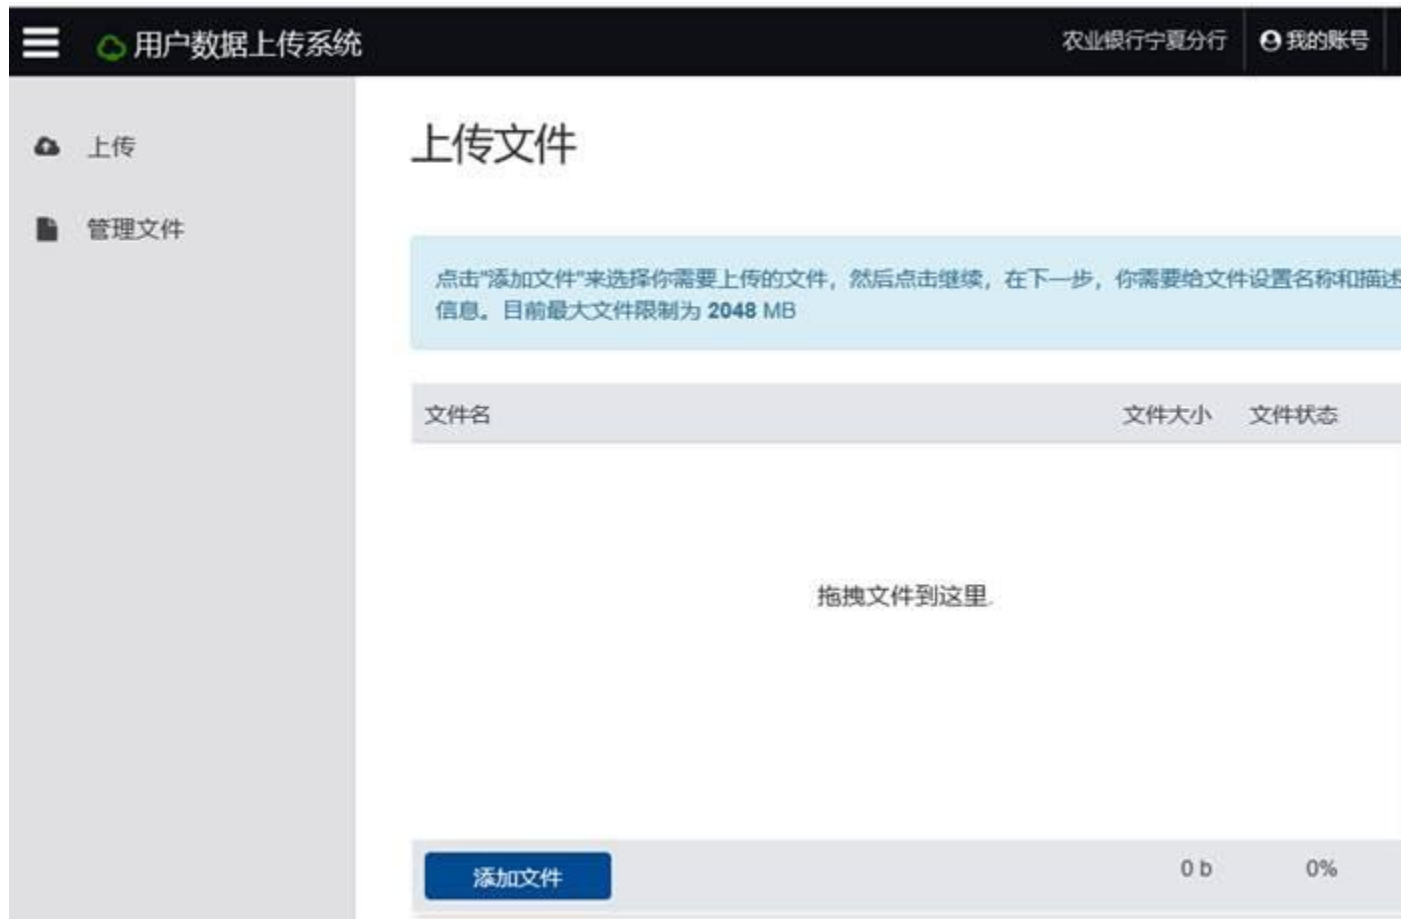 用户数据上传系统
农业银行宁夏分行
我的账号
上传
管理文件
上传文件
点击"添加文件"来选择你需要上传的文件，然后点击继续，在下一步，你需要给文件设置名称和描述
信息。目前最大文件限制为 2048 MB
文件名 文件大小 文件状态
拖拽文件到这里.
添加文件 0 b 0%